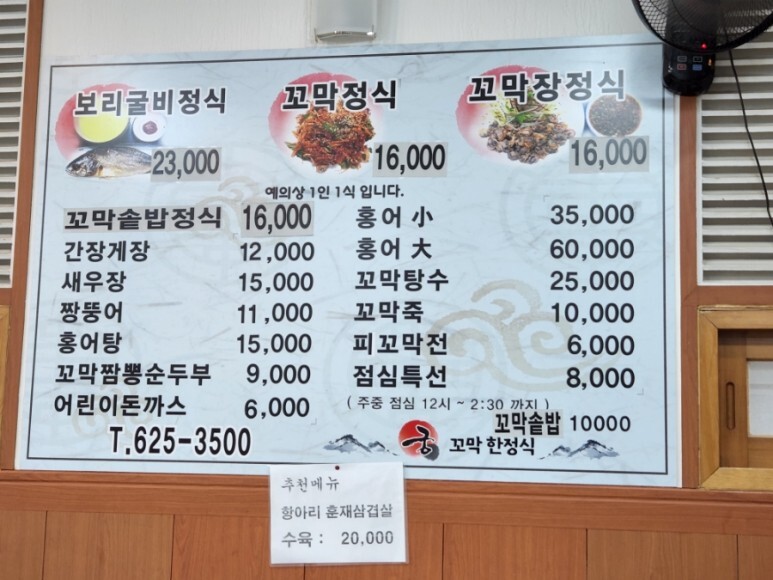 보리굴비정식 23,000
꼬막정식 16,000
꼬막장정식 16,000
예의상 1인 1식 입니다.
꼬막솥밥정식 16,000
간장게장 12,000
새우장 15,000
짱뚱어 11,000
홍어탕 15,000
꼬막짬뽕순두부 9,000
어린이돈까스 6,000
홍어 小 35,000
홍어 大 60,000
꼬막탕수 25,000
꼬막죽 10,000
피꼬막전 6,000
점심특선 8,000
( 주중 점심 12시 ~ 2:30 까지 )
꼬막솥밥 10000
T.625-3500
궁 꼬막 한정식
추천메뉴
항아리 훈재삼겹살
수육 : 20,000